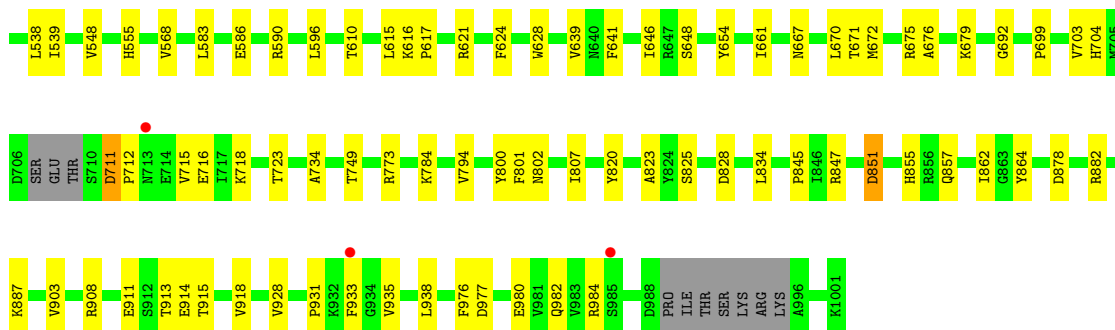 L538 I539 V548 H555 V568 L583 E586 R590 L596 T610 L615 K616 P617 R621 F624 W628 V639 N640 F641 I646 R647 S648 Y654 I661 N667 L670 T671 M672 R675 A676 K679 G692 P699 V703 H704 M705
D706 SER GLU THR S710 D711 P712 N713 E714 V715 E716 I717 K718 T723 A734 T749 R773 K784 V794 Y800 F801 N802 I807 Y820 A823 Y824 S825 D828 L834 P845 I846 R847 D851 H855 R856 Q857 I862 G863 Y864 D878 R882
K887 V903 R908 E911 S912 T913 E914 T915 V918 V928 P931 K932 F933 G934 V935 L938 F976 D977 E980 V981 Q982 V983 R984 S985 D988 PRO ILE THR SER LYS ARG LYS A996 K1001